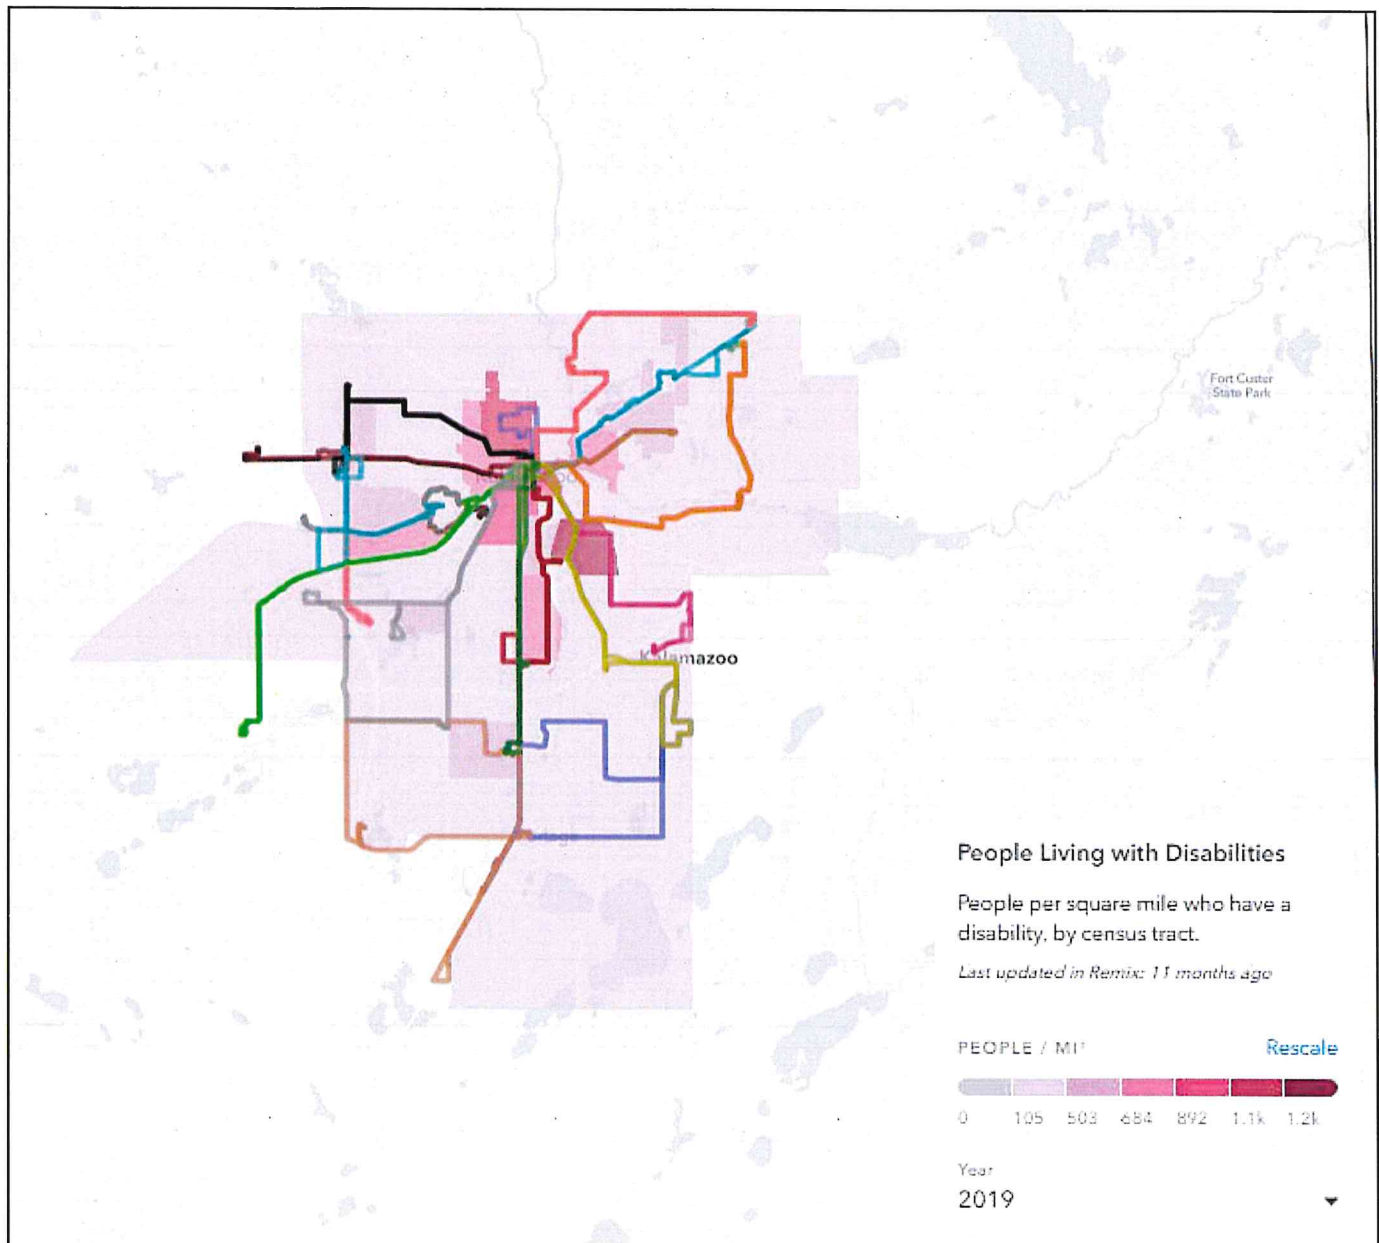 Fort Custer
State Park
Kalamazoo
People Living with Disabilities
People per square mile who have a
disability, by census tract.
Last updated in Remix: 11 months ago
PEOPLE / MI²
Rescale
0 105 503 684 892 1.1k 1.2k
Year
2019